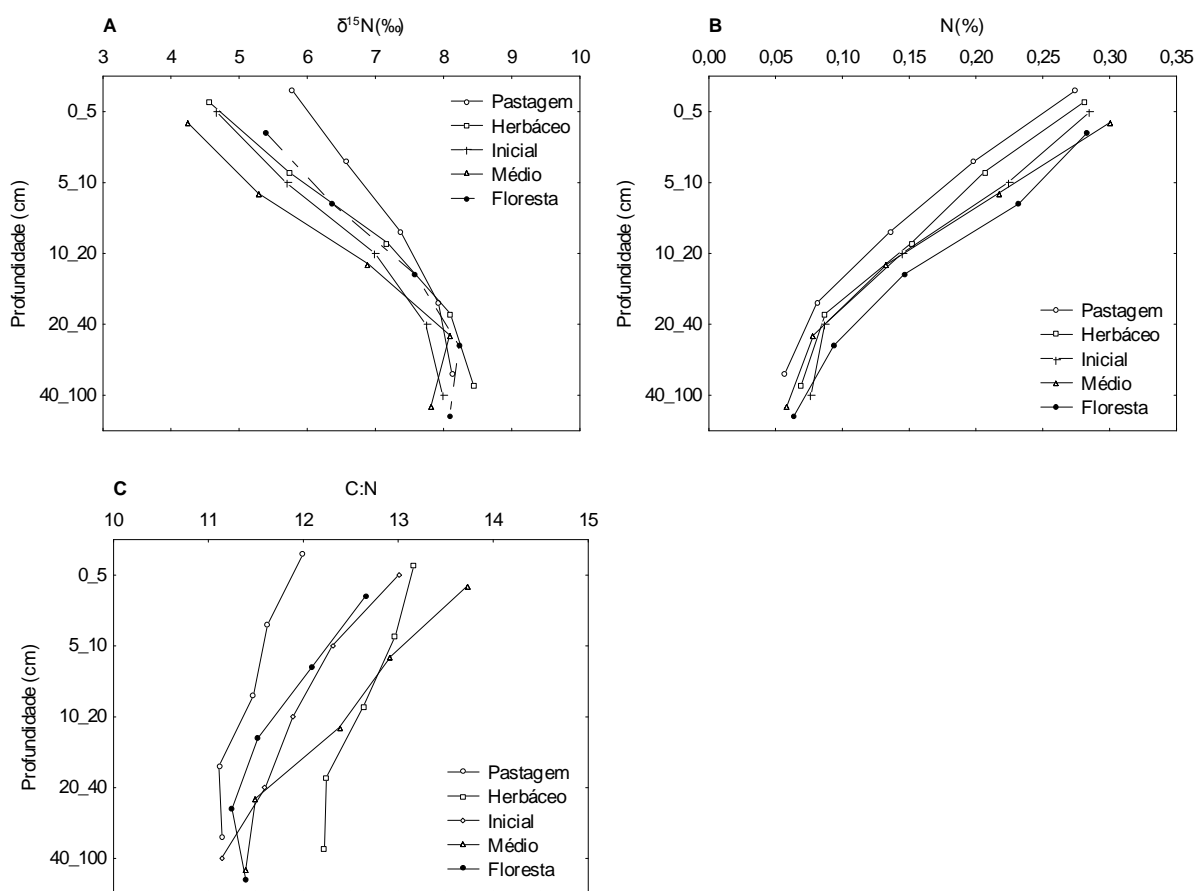 A
δ¹⁵N(‰)
3 4 5 6 7 8 9 10
Profundidade (cm)
0_5
5_10
10_20
20_40
40_100
Pastagem
Herbáceo
Inicial
Médio
Floresta
B
N(%)
0,00 0,05 0,10 0,15 0,20 0,25 0,30 0,35
Profundidade (cm)
0_5
5_10
10_20
20_40
40_100
Pastagem
Herbáceo
Inicial
Médio
Floresta
C
C:N
10 11 12 13 14 15
Profundidade (cm)
0_5
5_10
10_20
20_40
40_100
Pastagem
Herbáceo
Inicial
Médio
Floresta